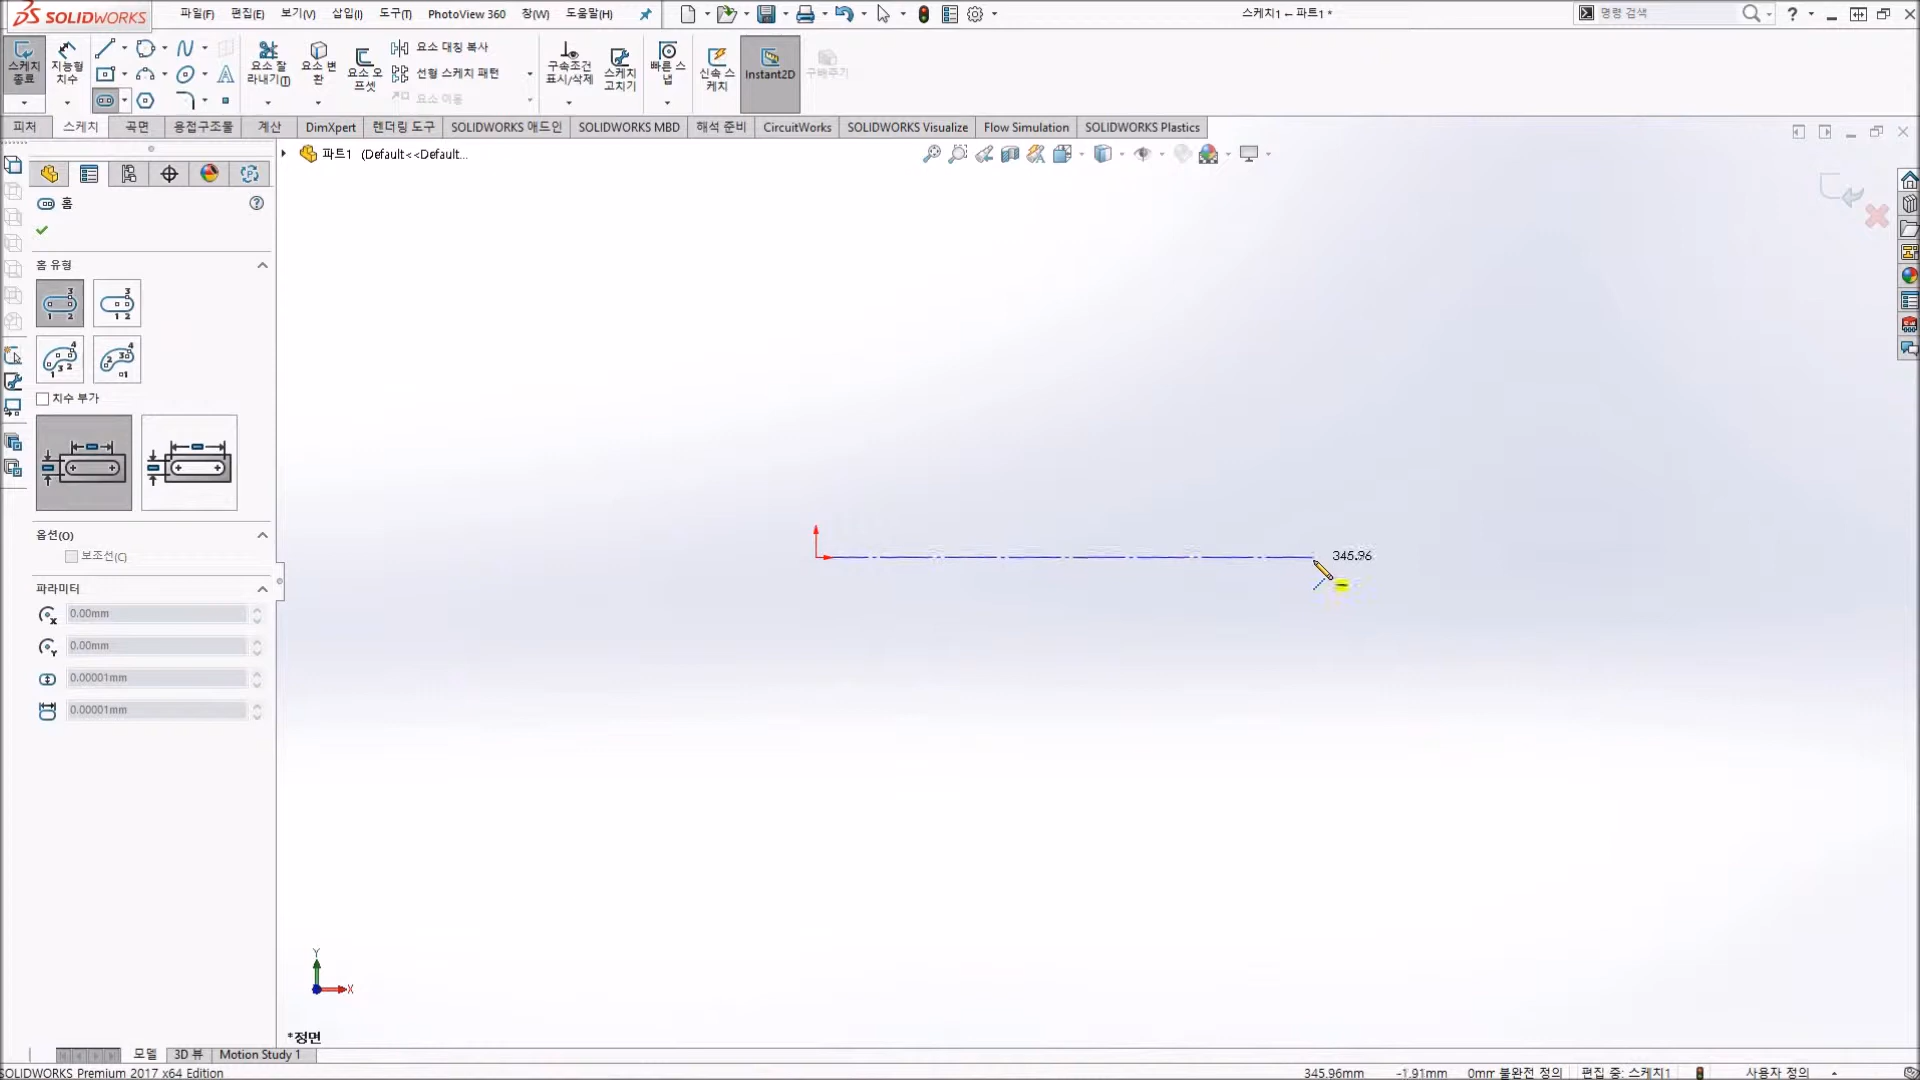 SOLIDWORKS
파일(F) 편집(E) 보기(V) 삽입(I) 도구(T) PhotoView 360 창(W) 도움말(H)
스케치1 ← 파트1 *
명령 검색
스케치 종료
지능형 치수
요소 잘라내기(T)
요소 변환
요소 오프셋
요소 대칭 복사
선형 스케치 패턴
요소 이동
구속조건 표시/삭제
스케치 고치기
빠른 스냅
신속 스케치
Instant2D
구배주기
피처 스케치 곡면 용접구조물 계산 DimXpert 렌더링 도구 SOLIDWORKS 애드인 SOLIDWORKS MBD 해석 준비 CircuitWorks SOLIDWORKS Visualize Flow Simulation SOLIDWORKS Plastics
파트1 (Default<<Default...
홈
홈 유형
치수 부가
옵션(O)
보조선(C)
파라미터
0.00mm
0.00mm
0.00001mm
0.00001mm
345.96
Y
X
*정면
모델 3D 뷰 Motion Study 1
SOLIDWORKS Premium 2017 x64 Edition
345.96mm -1.91mm 0mm 불완전 정의 편집 중: 스케치1 사용자 정의